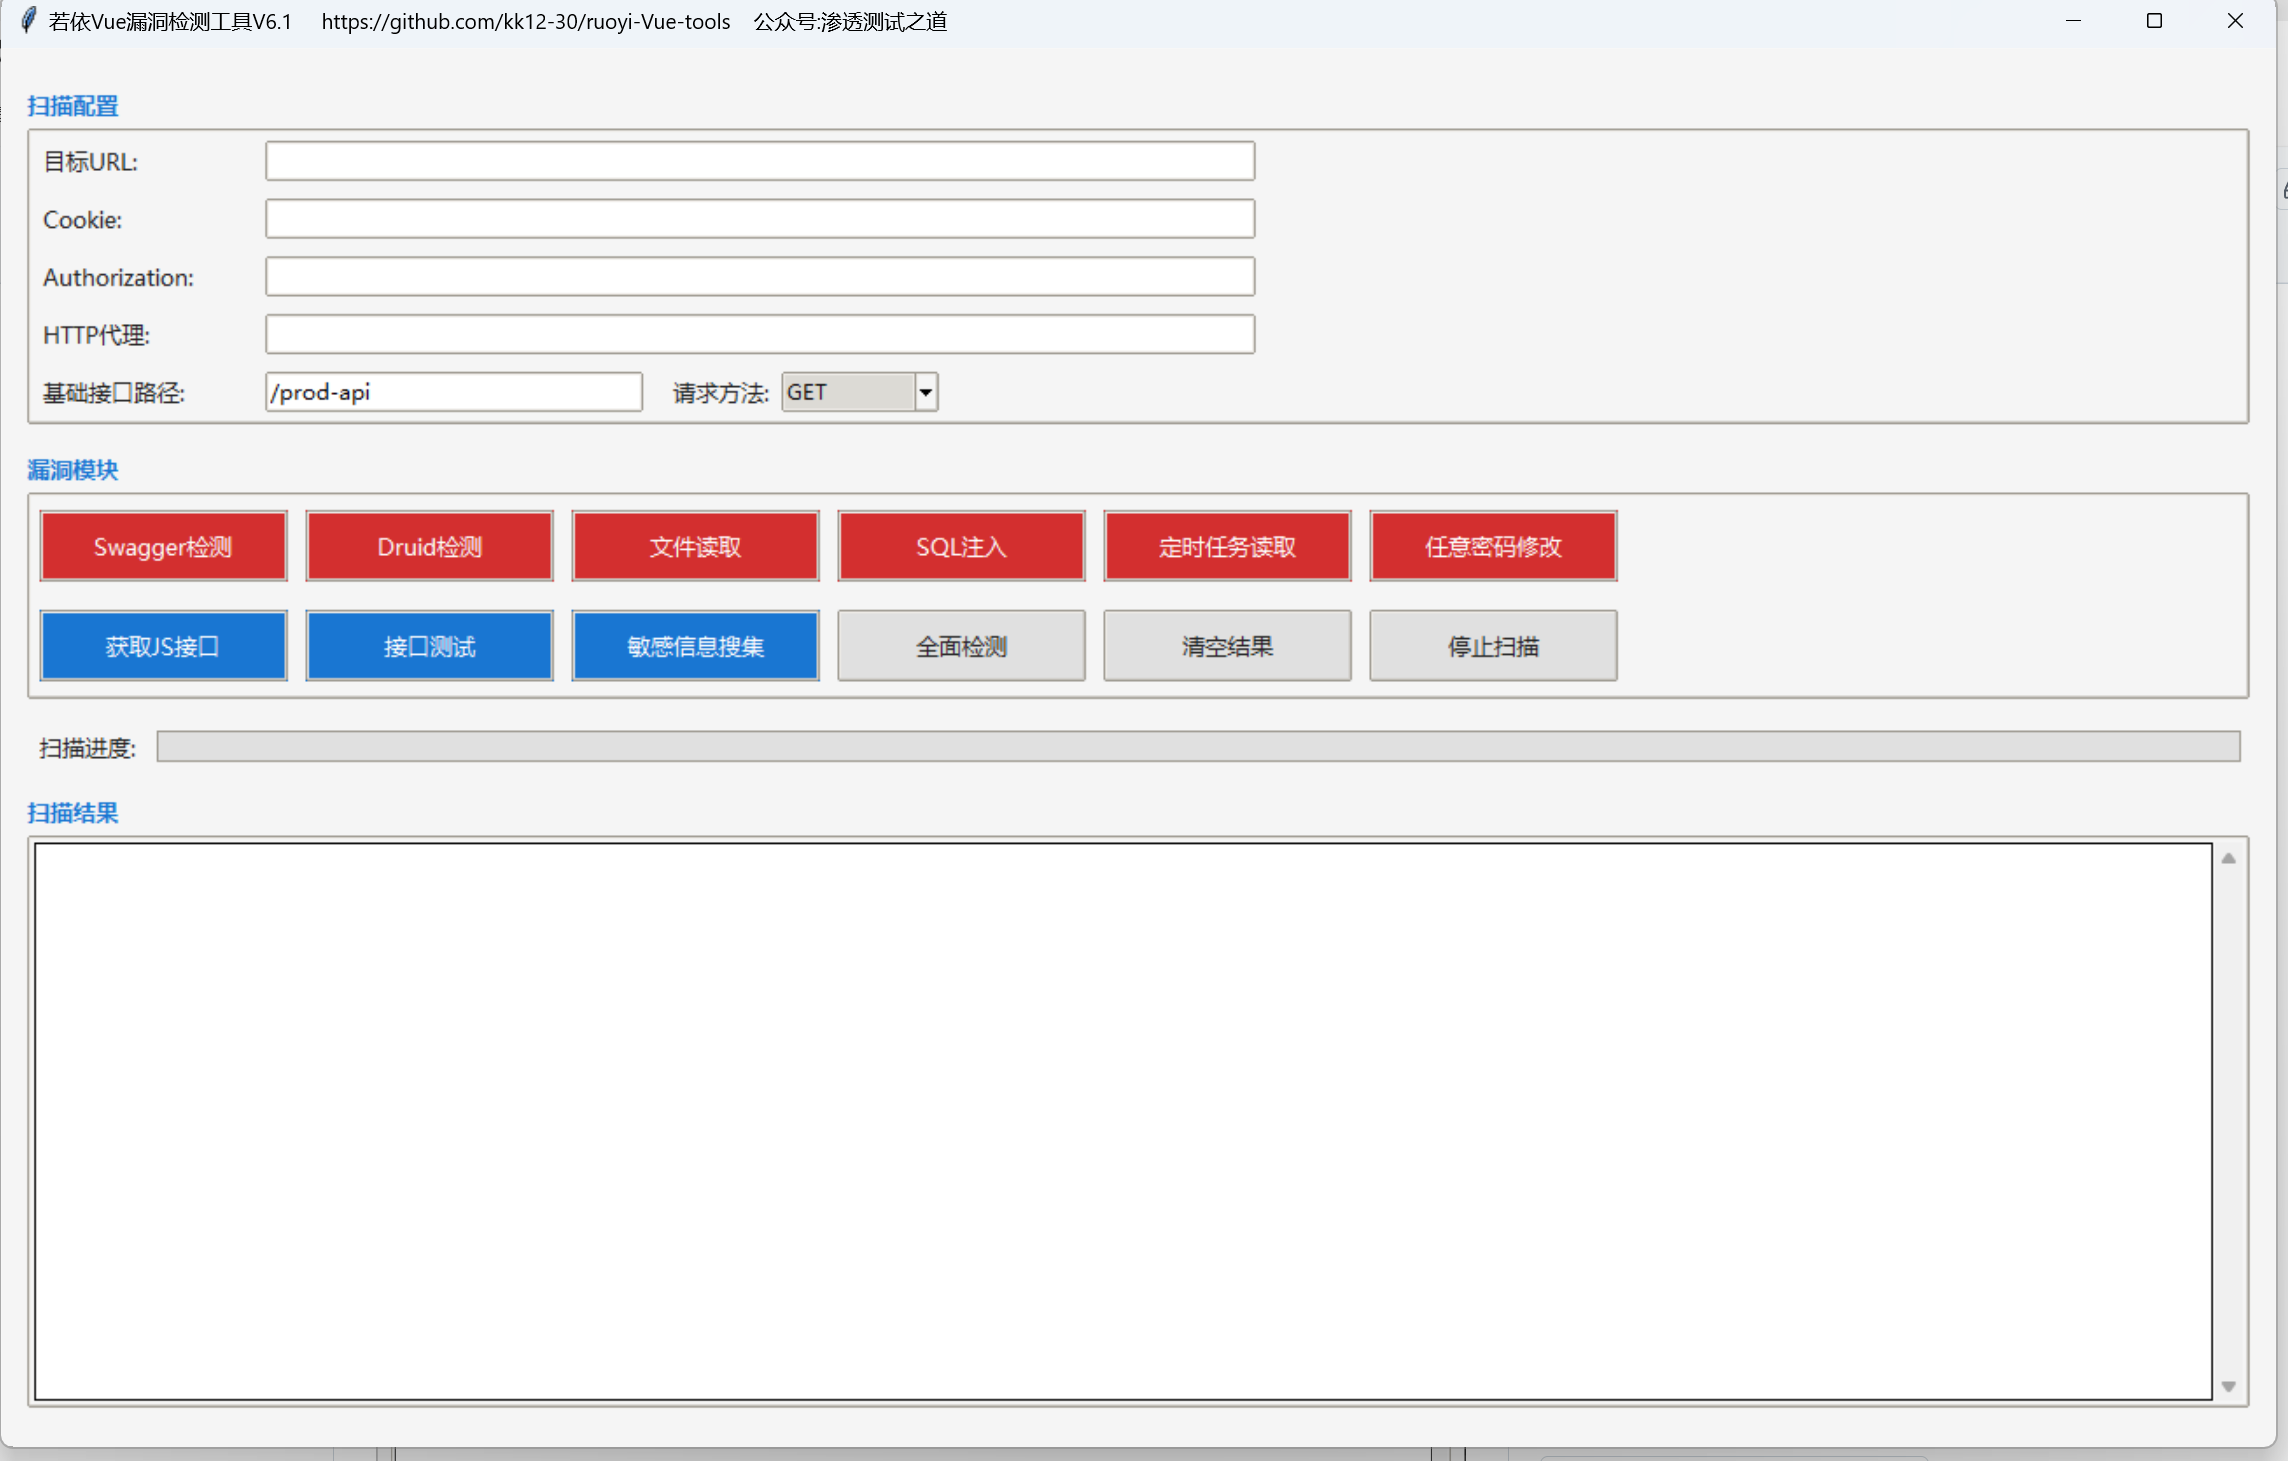 若依Vue漏洞检测工具V6.1 https://github.com/kk12-30/ruoyi-Vue-tools 公众号:渗透测试之道
扫描配置
目标URL:
Cookie:
Authorization:
HTTP代理:
基础接口路径: /prod-api 请求方法: GET
漏洞模块
Swagger检测 Druid检测 文件读取 SQL注入 定时任务读取 任意密码修改
获取JS接口 接口测试 敏感信息搜集 全面检测 清空结果 停止扫描
扫描进度:
扫描结果